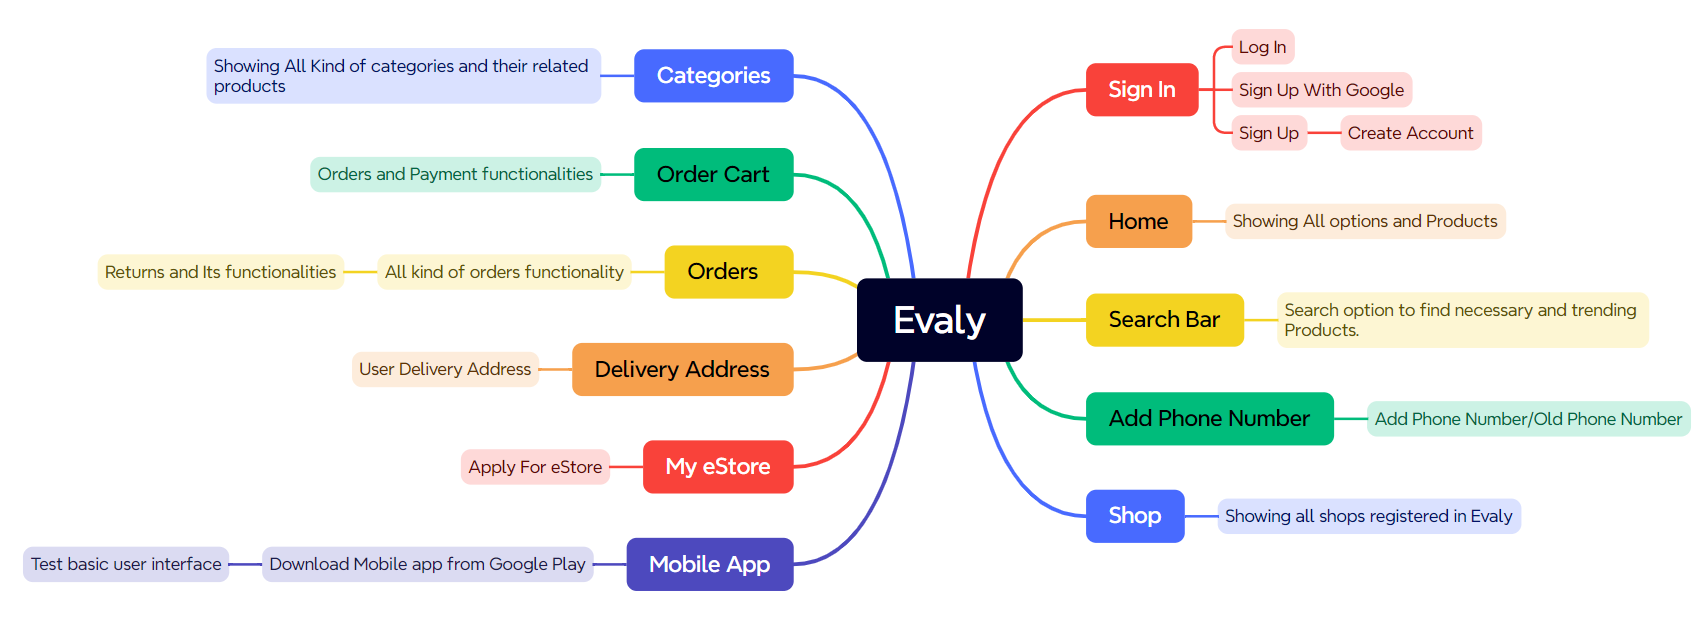 Showing All Kind of categories and their related
products
Categories
Orders and Payment functionalities
Order Cart
Returns and Its functionalities
All kind of orders functionality
Orders
User Delivery Address
Delivery Address
Apply For eStore
My eStore
Test basic user interface
Download Mobile app from Google Play
Mobile App
Evaly
Sign In
Log In
Sign Up With Google
Sign Up
Create Account
Home
Showing All options and Products
Search Bar
Search option to find necessary and trending
Products.
Add Phone Number
Add Phone Number/Old Phone Number
Shop
Showing all shops registered in Evaly